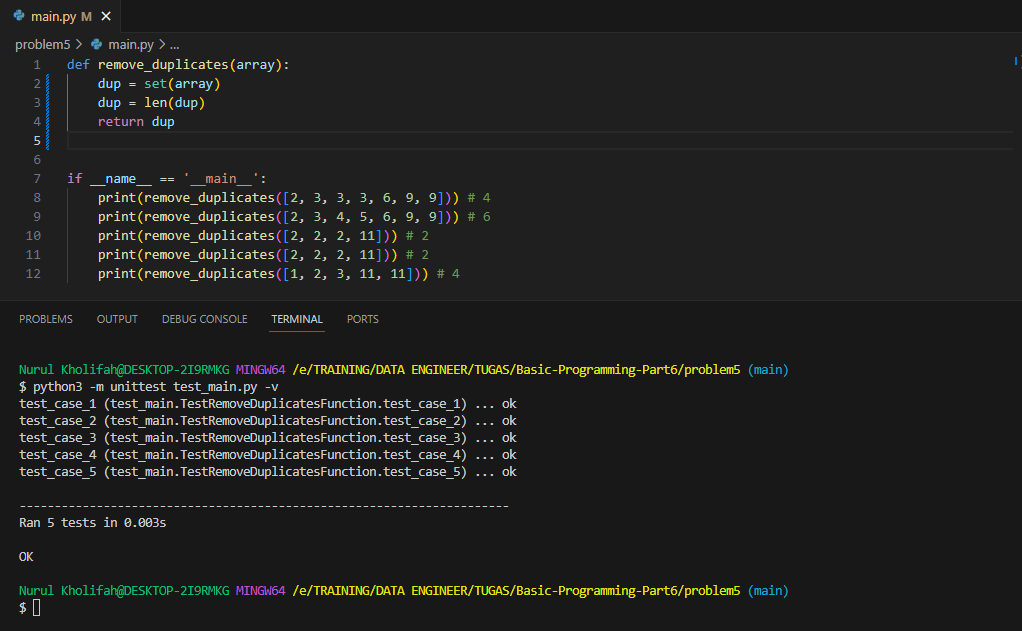 main.py M ×
problem5 > main.py > ...
1 def remove_duplicates(array):
2     dup = set(array)
3     dup = len(dup)
4     return dup
5
6
7 if __name__ == '__main__':
8     print(remove_duplicates([2, 3, 3, 3, 6, 9, 9])) # 4
9     print(remove_duplicates([2, 3, 4, 5, 6, 9, 9])) # 6
10     print(remove_duplicates([2, 2, 2, 11])) # 2
11     print(remove_duplicates([2, 2, 2, 11])) # 2
12     print(remove_duplicates([1, 2, 3, 11, 11])) # 4
PROBLEMS OUTPUT DEBUG CONSOLE TERMINAL PORTS
Nurul Kholifah@DESKTOP-2I9RMKG MINGW64 /e/TRAINING/DATA ENGINEER/TUGAS/Basic-Programming-Part6/problem5 (main)
$ python3 -m unittest test_main.py -v
test_case_1 (test_main.TestRemoveDuplicatesFunction.test_case_1) ... ok
test_case_2 (test_main.TestRemoveDuplicatesFunction.test_case_2) ... ok
test_case_3 (test_main.TestRemoveDuplicatesFunction.test_case_3) ... ok
test_case_4 (test_main.TestRemoveDuplicatesFunction.test_case_4) ... ok
test_case_5 (test_main.TestRemoveDuplicatesFunction.test_case_5) ... ok
----------------------------------------------------------------------
Ran 5 tests in 0.003s
OK
Nurul Kholifah@DESKTOP-2I9RMKG MINGW64 /e/TRAINING/DATA ENGINEER/TUGAS/Basic-Programming-Part6/problem5 (main)
$